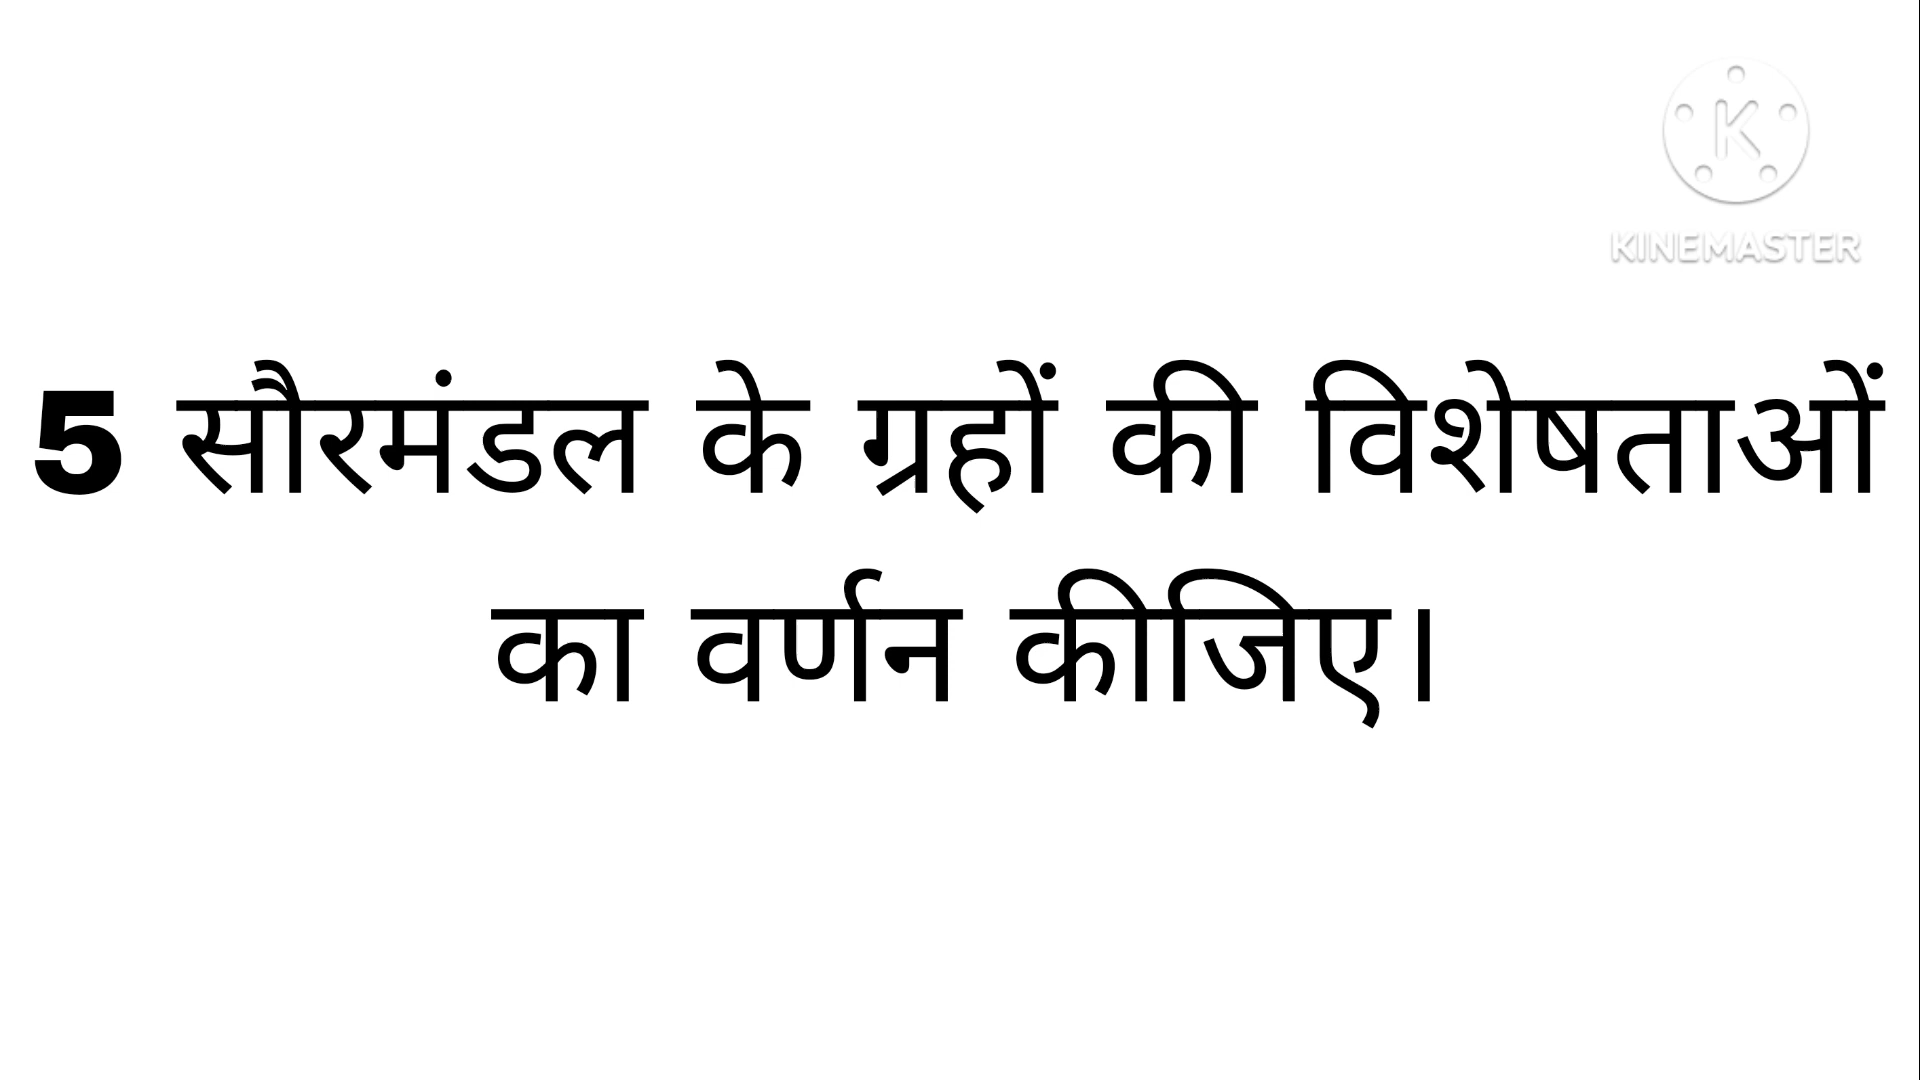 KINEMASTER
5 सौरमंडल के ग्रहों की विशेषताओं
का वर्णन कीजिए।